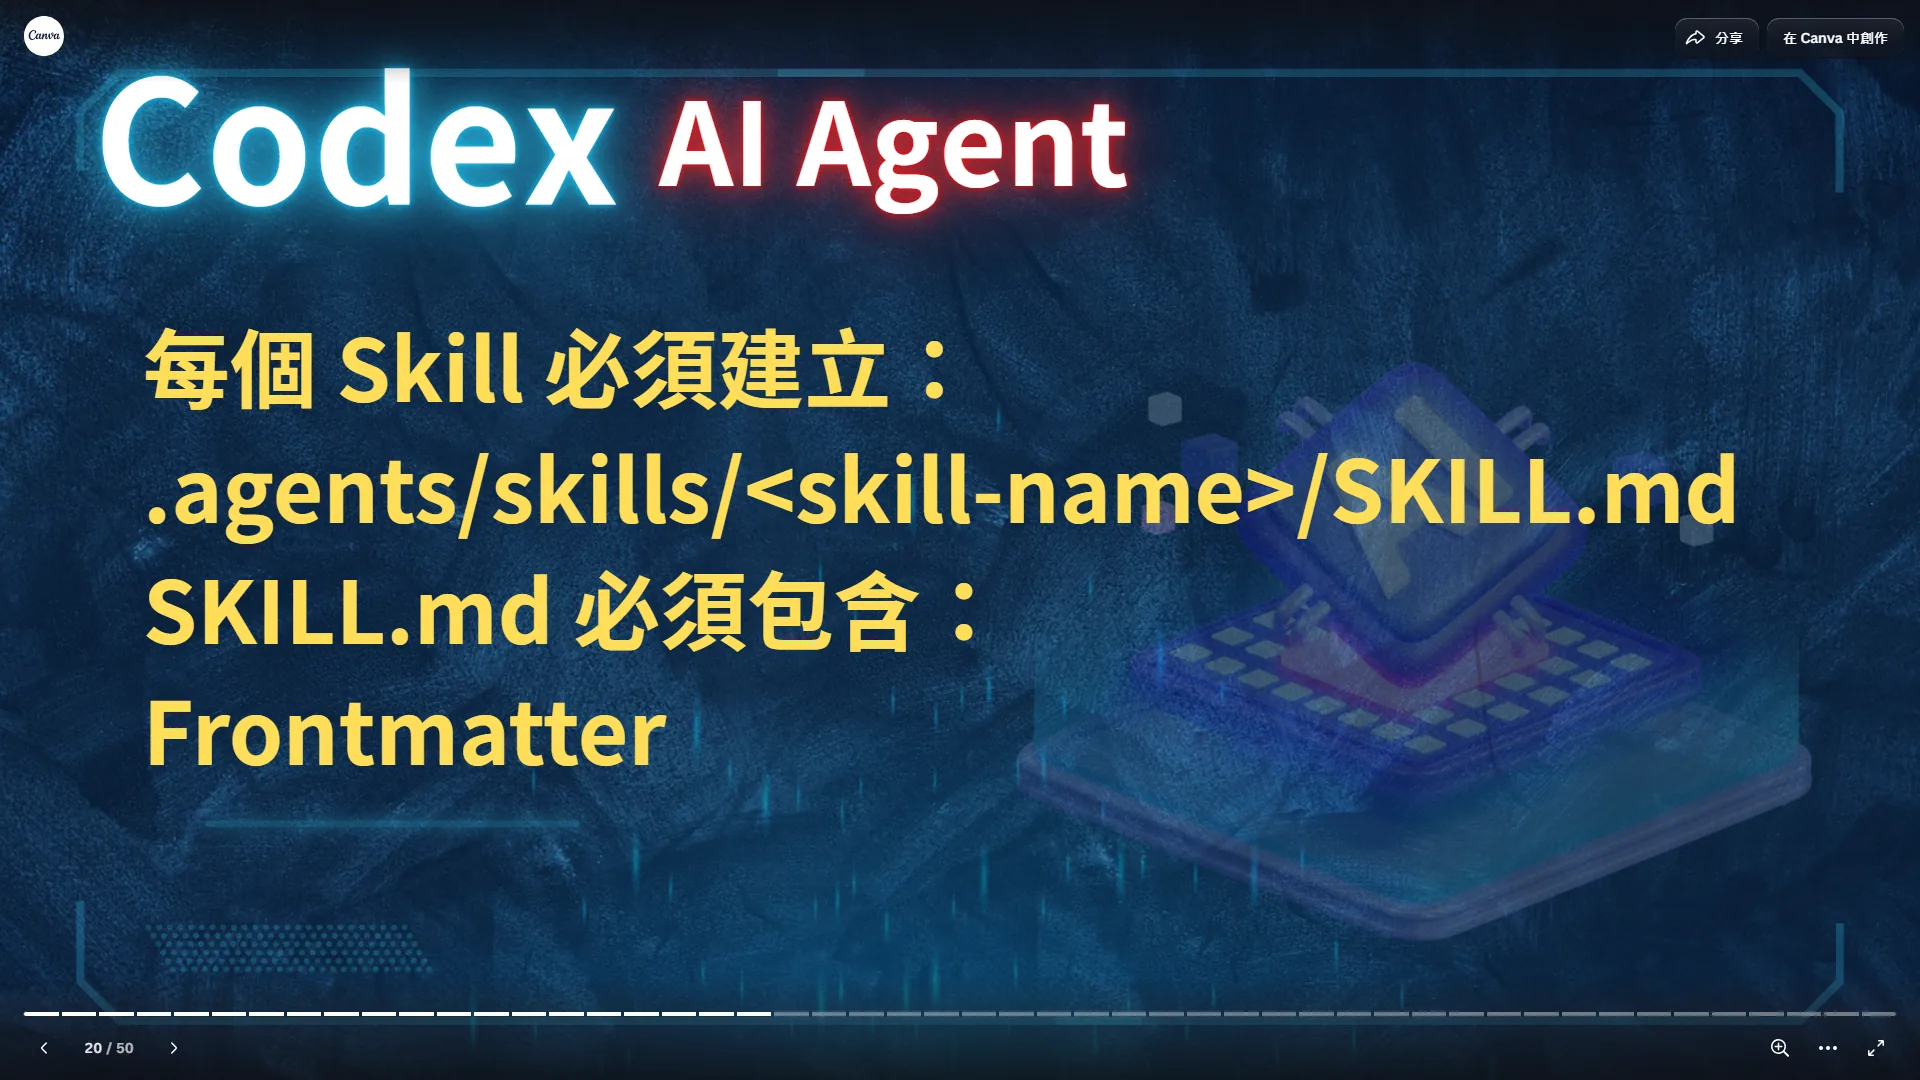 Canva
分享
在 Canva 中創作
Codex AI Agent
每個 Skill 必須建立：
.agents/skills/<skill-name>/SKILL.md
SKILL.md 必須包含：
Frontmatter
AI
20 / 50